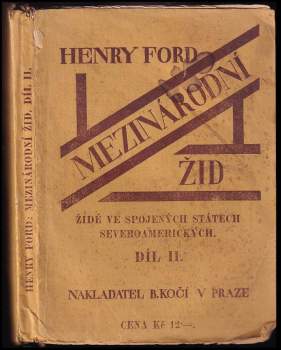 HENRY FORD: MEZINÁRODNÍ ŽID. DÍL II.
HENRY FORD
MEZINÁRODNÍ
ŽID
ŽIDÉ VE SPOJENÝCH STÁTECH
SEVEROAMERICKÝCH.
DÍL II.
NAKLADATEL B.KOČÍ V PRAZE
CENA Kč 12·—.